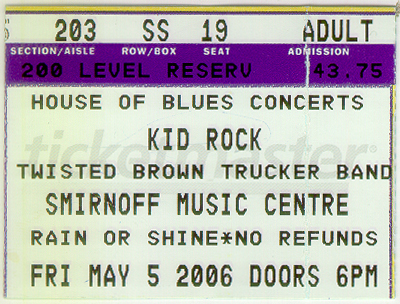 203 SS 19 ADULT
SECTION/AISLE ROW/BOX SEAT ADMISSION
200 LEVEL RESERV 43.75
HOUSE OF BLUES CONCERTS
KID ROCK
ticketmaster
TWISTED BROWN TRUCKER BAND
SMIRNOFF MUSIC CENTRE
RAIN OR SHINE*NO REFUNDS
FRI MAY 5 2006 DOORS 6PM